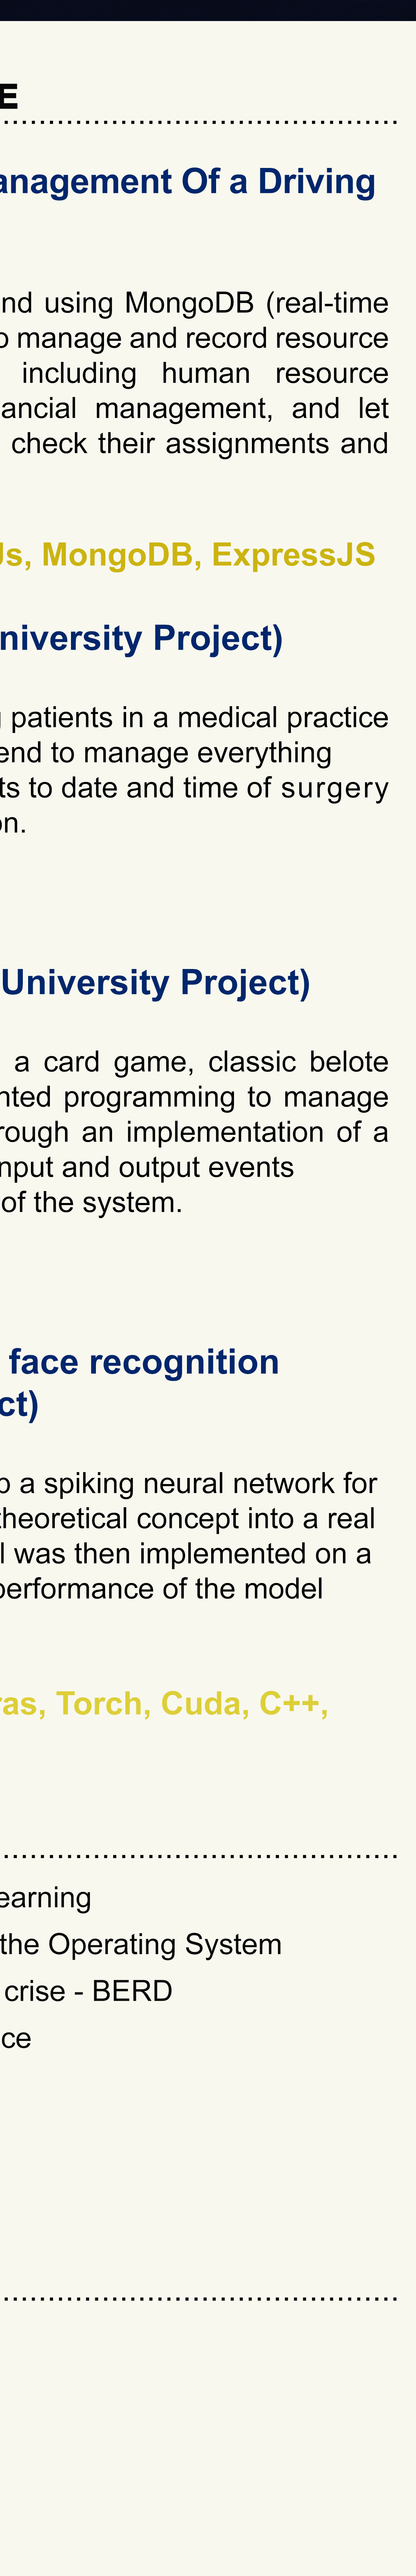 E
anagement Of a Driving
nd using MongoDB (real-time
o manage and record resource
including human resource
ancial management, and let
check their assignments and
Js, MongoDB, ExpressJS
niversity Project)
g patients in a medical practice
end to manage everything
ts to date and time of surgery
on.
University Project)
a card game, classic belote
nted programming to manage
rough an implementation of a
nput and output events
of the system.
face recognition
ct)
p a spiking neural network for
theoretical concept into a real
l was then implemented on a
performance of the model
ras, Torch, Cuda, C++,
earning
the Operating System
crise - BERD
ce